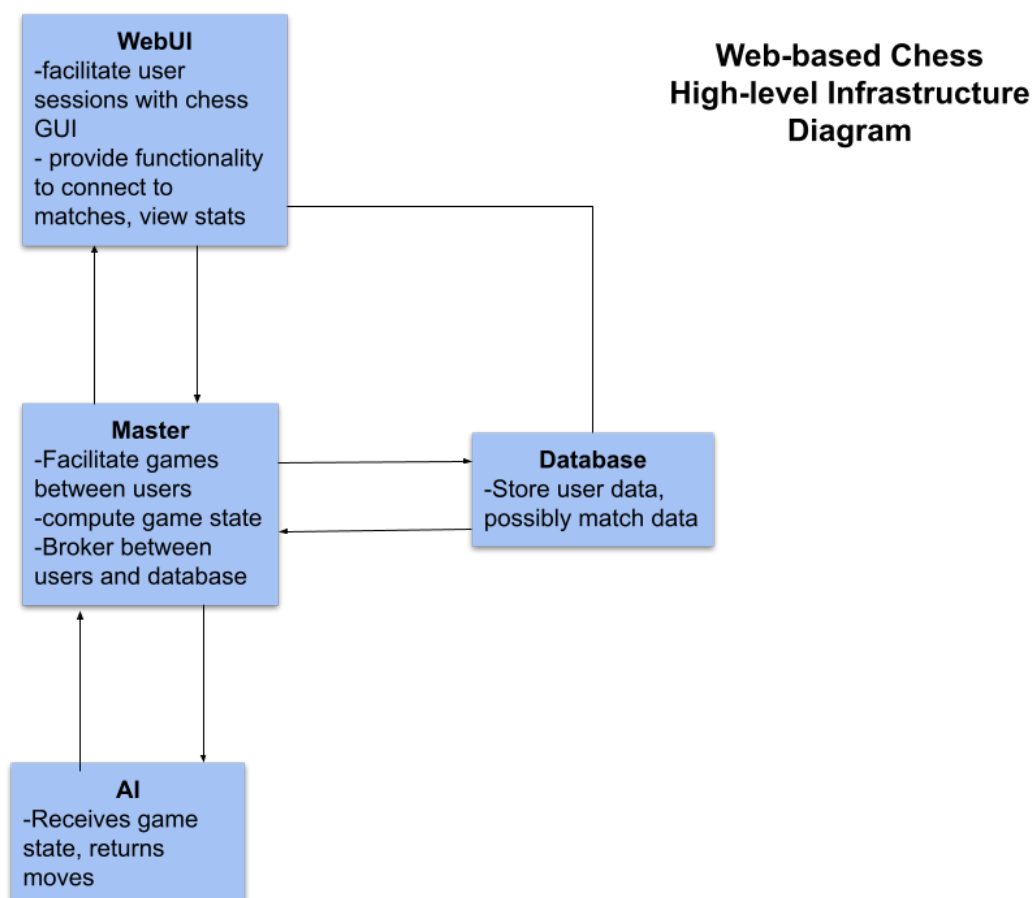 WebUI
-facilitate user
sessions with chess
GUI
- provide functionality
to connect to
matches, view stats
Web-based Chess
High-level Infrastructure
Diagram
Master
-Facilitate games
between users
-compute game state
-Broker between
users and database
Database
-Store user data,
possibly match data
AI
-Receives game
state, returns
moves